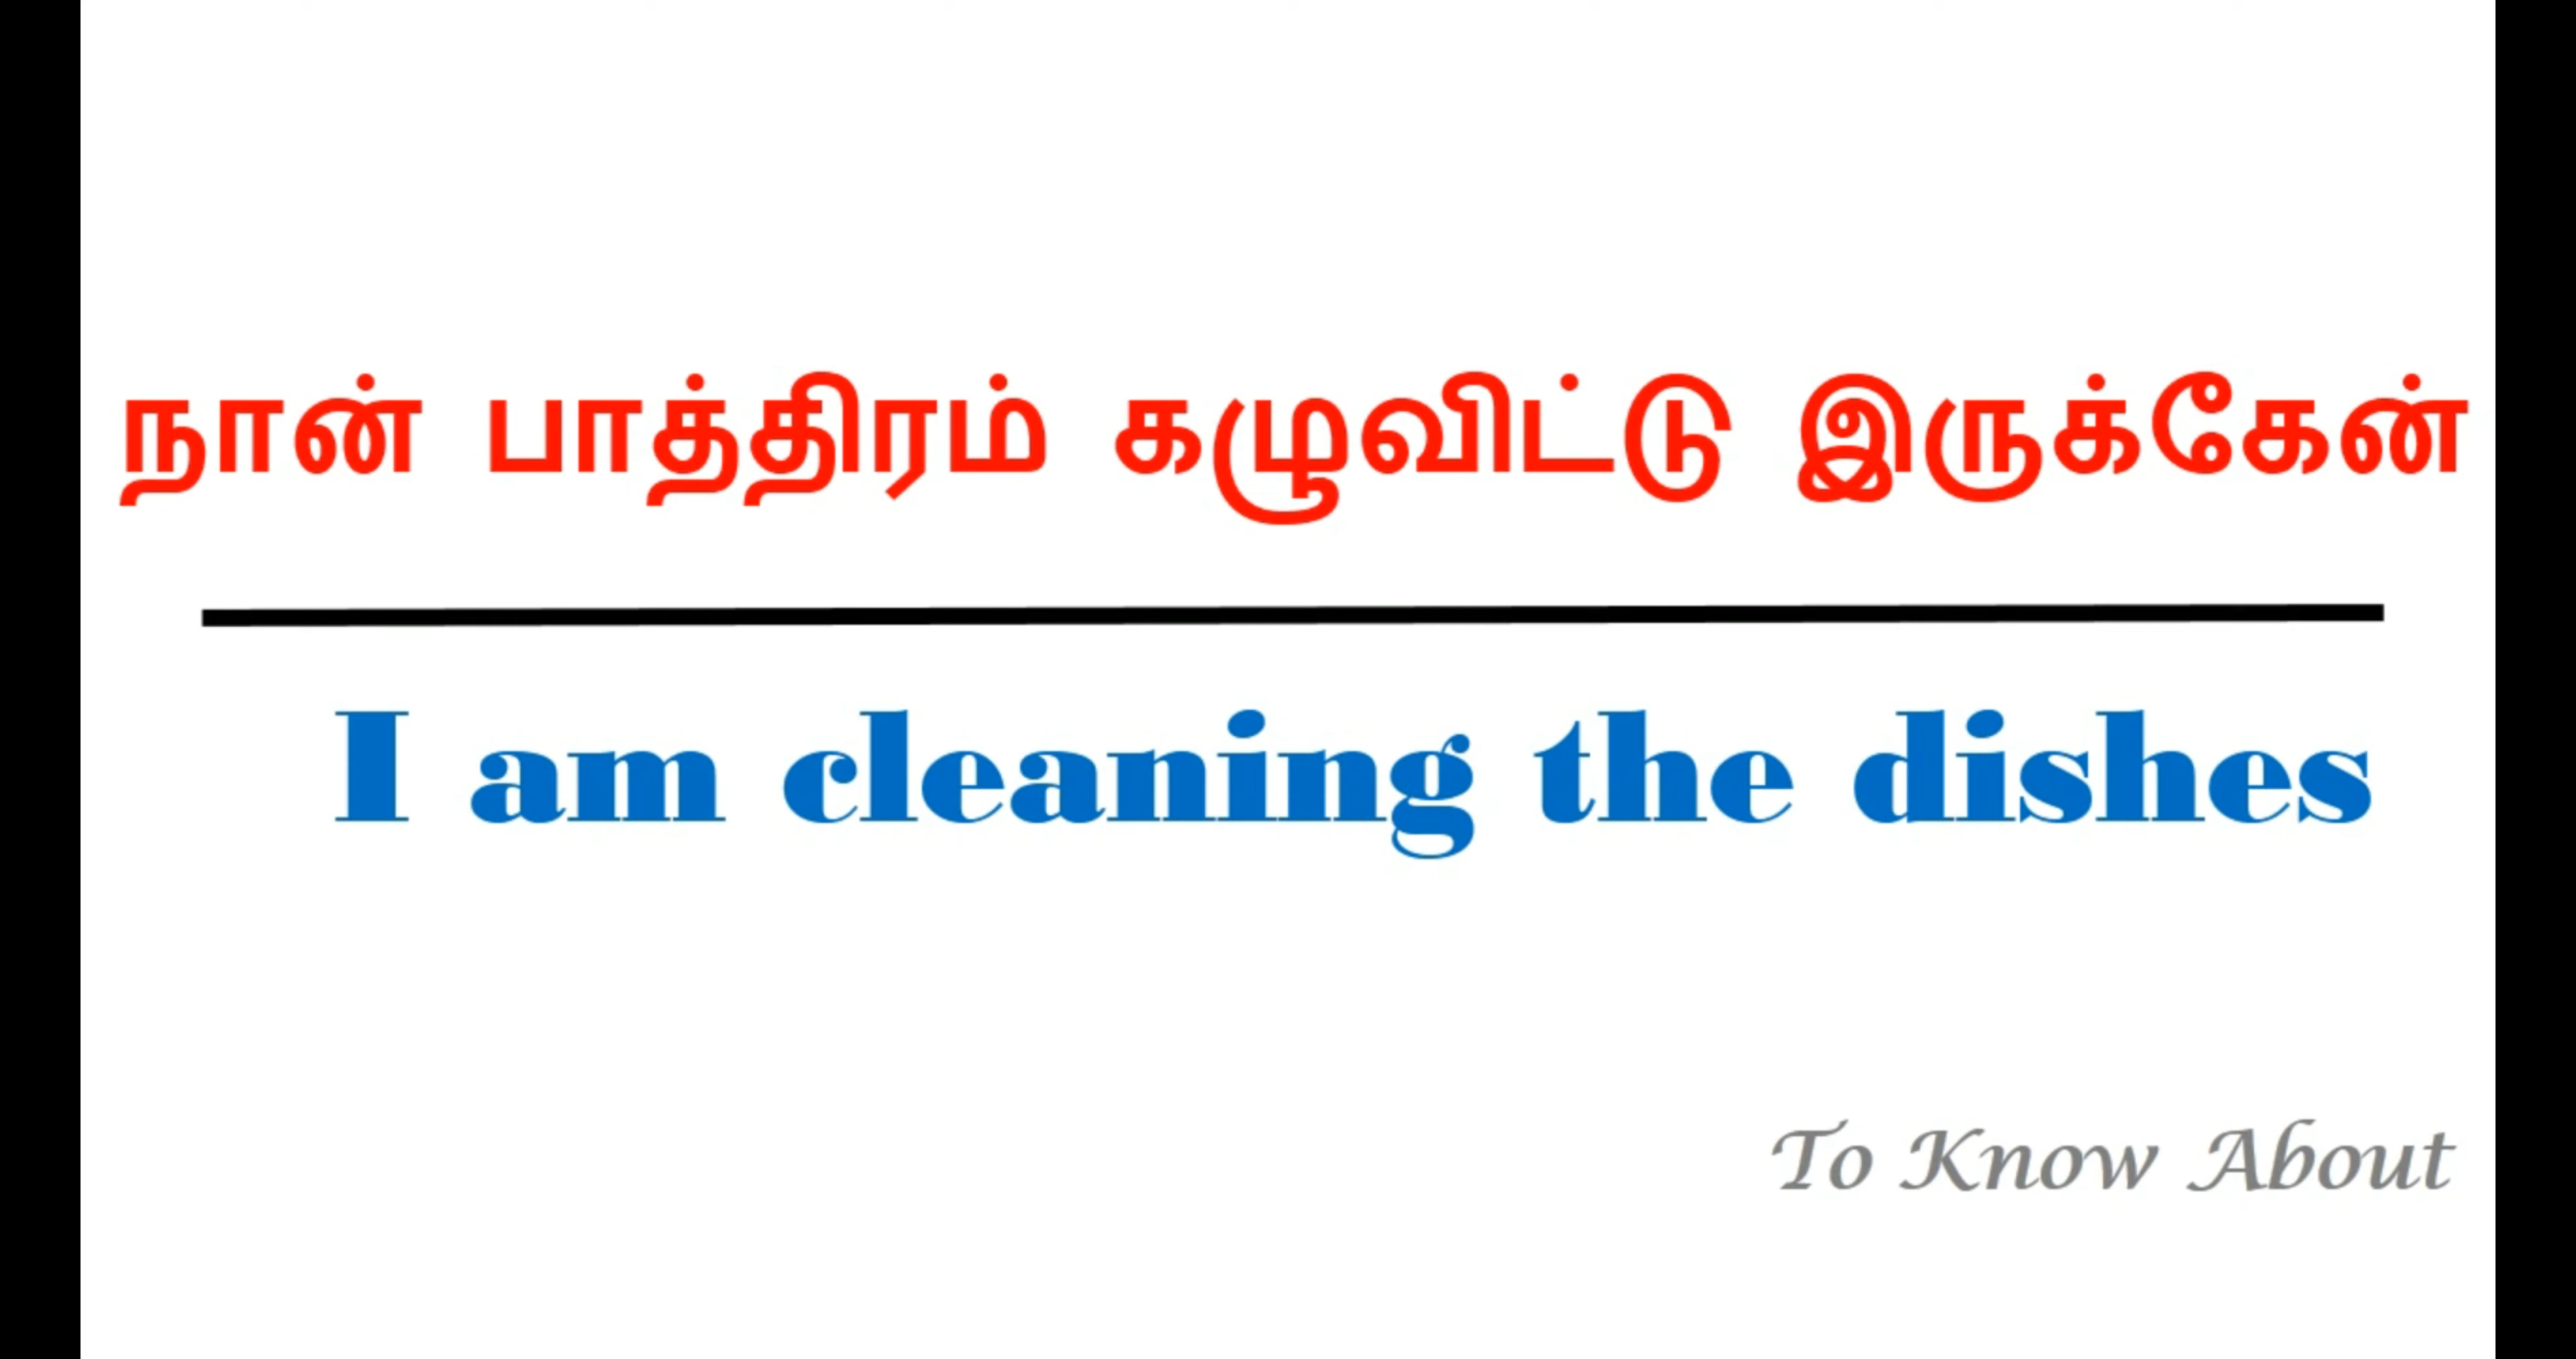 நான் பாத்திரம் கழுவிட்டு இருக்கேன்
I am cleaning the dishes
To Know About